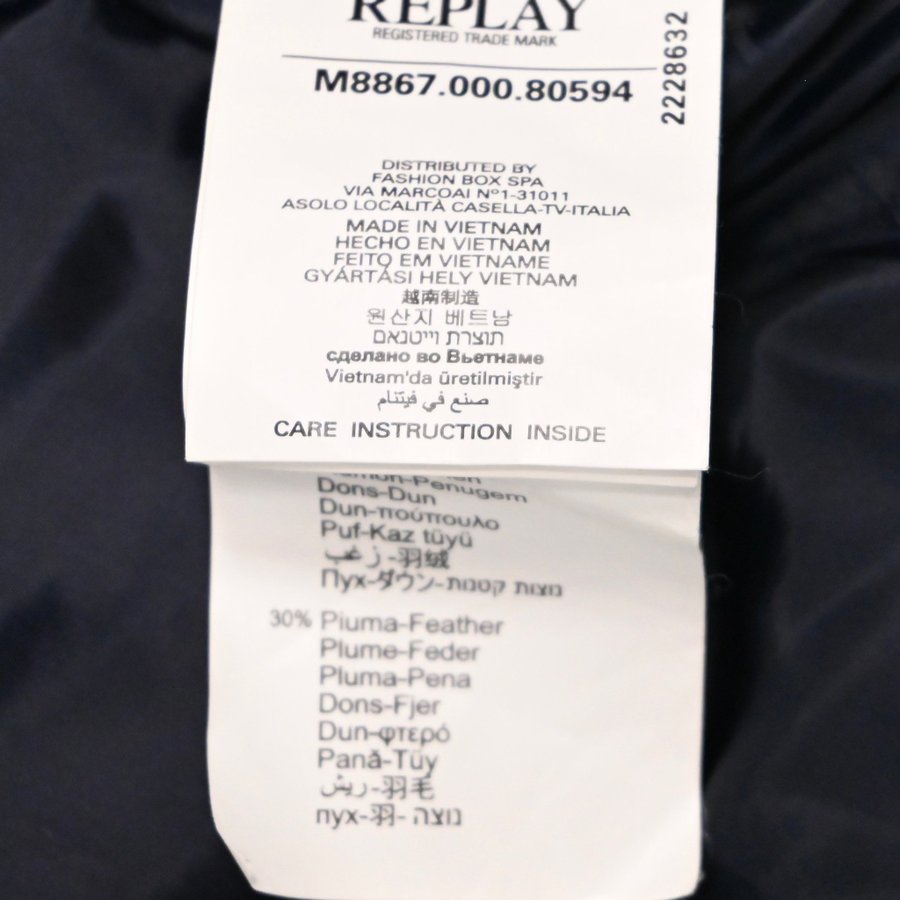 REPLAY
REGISTERED TRADE MARK
2228632
M8867.000.80594
DISTRIBUTED BY
FASHION BOX SPA
VIA MARCOAI Nº1-31011
ASOLO LOCALITÀ CASELLA-TV-ITALIA
MADE IN VIETNAM
HECHO EN VIETNAM
FEITO EM VIETNAME
GYÁRTÁSI HELY VIETNAM
越南制造
원산지 베트남
תוצרת וייטנאם
сделано во Вьетнаме
Vietnam'da üretilmiştir
صنع في فيتنام
CARE INSTRUCTION INSIDE
Penugem
Dons-Dun
Dun-πούπουλο
Puf-Kaz tüyü
زغب-羽绒
Пух-ダウン-נוצות קטנות
30% Piuma-Feather
Plume-Feder
Pluma-Pena
Dons-Fjer
Dun-φτερό
Pană-Tüy
ريش-羽毛
пух-羽-נוצה